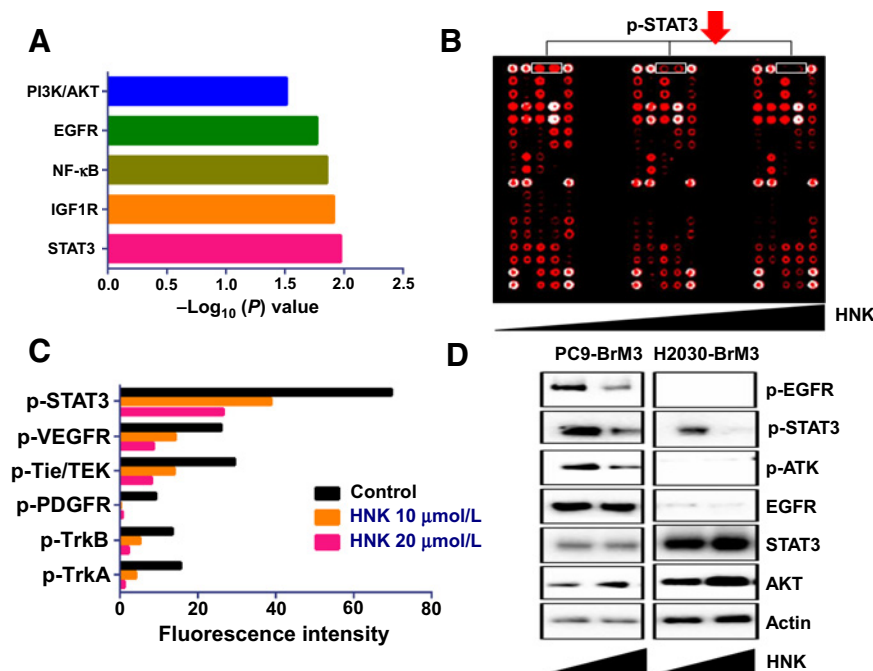 A
PI3K/AKT
EGFR
NF-κB
IGF1R
STAT3
0.0 0.5 1.0 1.5 2.0 2.5
–Log10 (P) value
B
p-STAT3
HNK
C
p-STAT3
p-VEGFR
p-Tie/TEK
p-PDGFR
p-TrkB
p-TrkA
Control
HNK 10 μmol/L
HNK 20 μmol/L
0 20 40 60 80
Fluorescence intensity
D
PC9-BrM3 H2030-BrM3
p-EGFR
p-STAT3
p-ATK
EGFR
STAT3
AKT
Actin
HNK